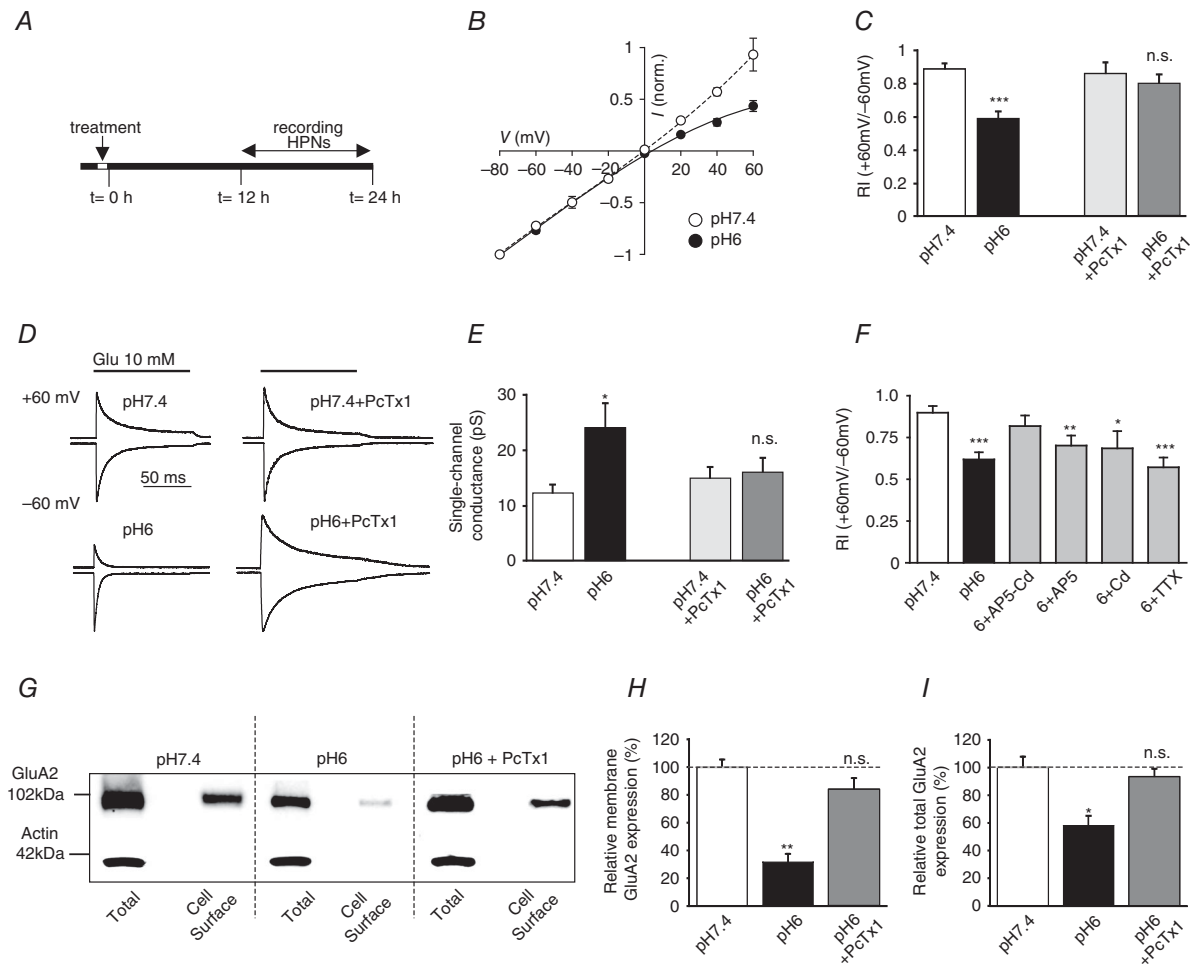 A
treatment
recording
HPNs
t= 0 h
t= 12 h
t= 24 h
B
I (norm.)
V (mV)
1
0.5
−80
−60
−40
−20
0
20
40
60
−0.5
−1
pH7.4
pH6
C
RI (+60mV/−60mV)
1
0.8
0.6
0.4
0.2
0
***
n.s.
pH7.4
pH6
pH7.4
+PcTx1
pH6
+PcTx1
D
Glu 10 mM
+60 mV
pH7.4
pH7.4+PcTx1
50 ms
−60 mV
pH6
pH6+PcTx1
E
Single-channel
conductance (pS)
30
20
10
0
*
n.s.
pH7.4
pH6
pH7.4
+PcTx1
pH6
+PcTx1
F
RI (+60mV/−60mV)
1
0.75
0.5
0.25
0
***
**
*
***
pH7.4
pH6
6+AP5-Cd
6+AP5
6+Cd
6+TTX
G
pH7.4
pH6
pH6 + PcTx1
GluA2
102kDa
Actin
42kDa
Total
Cell
Surface
Total
Cell
Surface
Total
Cell
Surface
H
Relative membrane
GluA2 expression (%)
120
100
80
60
40
20
0
**
n.s.
pH7.4
pH6
pH6
+PcTx1
I
Relative total GluA2
expression (%)
120
100
80
60
40
20
0
*
n.s.
pH7.4
pH6
pH6
+PcTx1